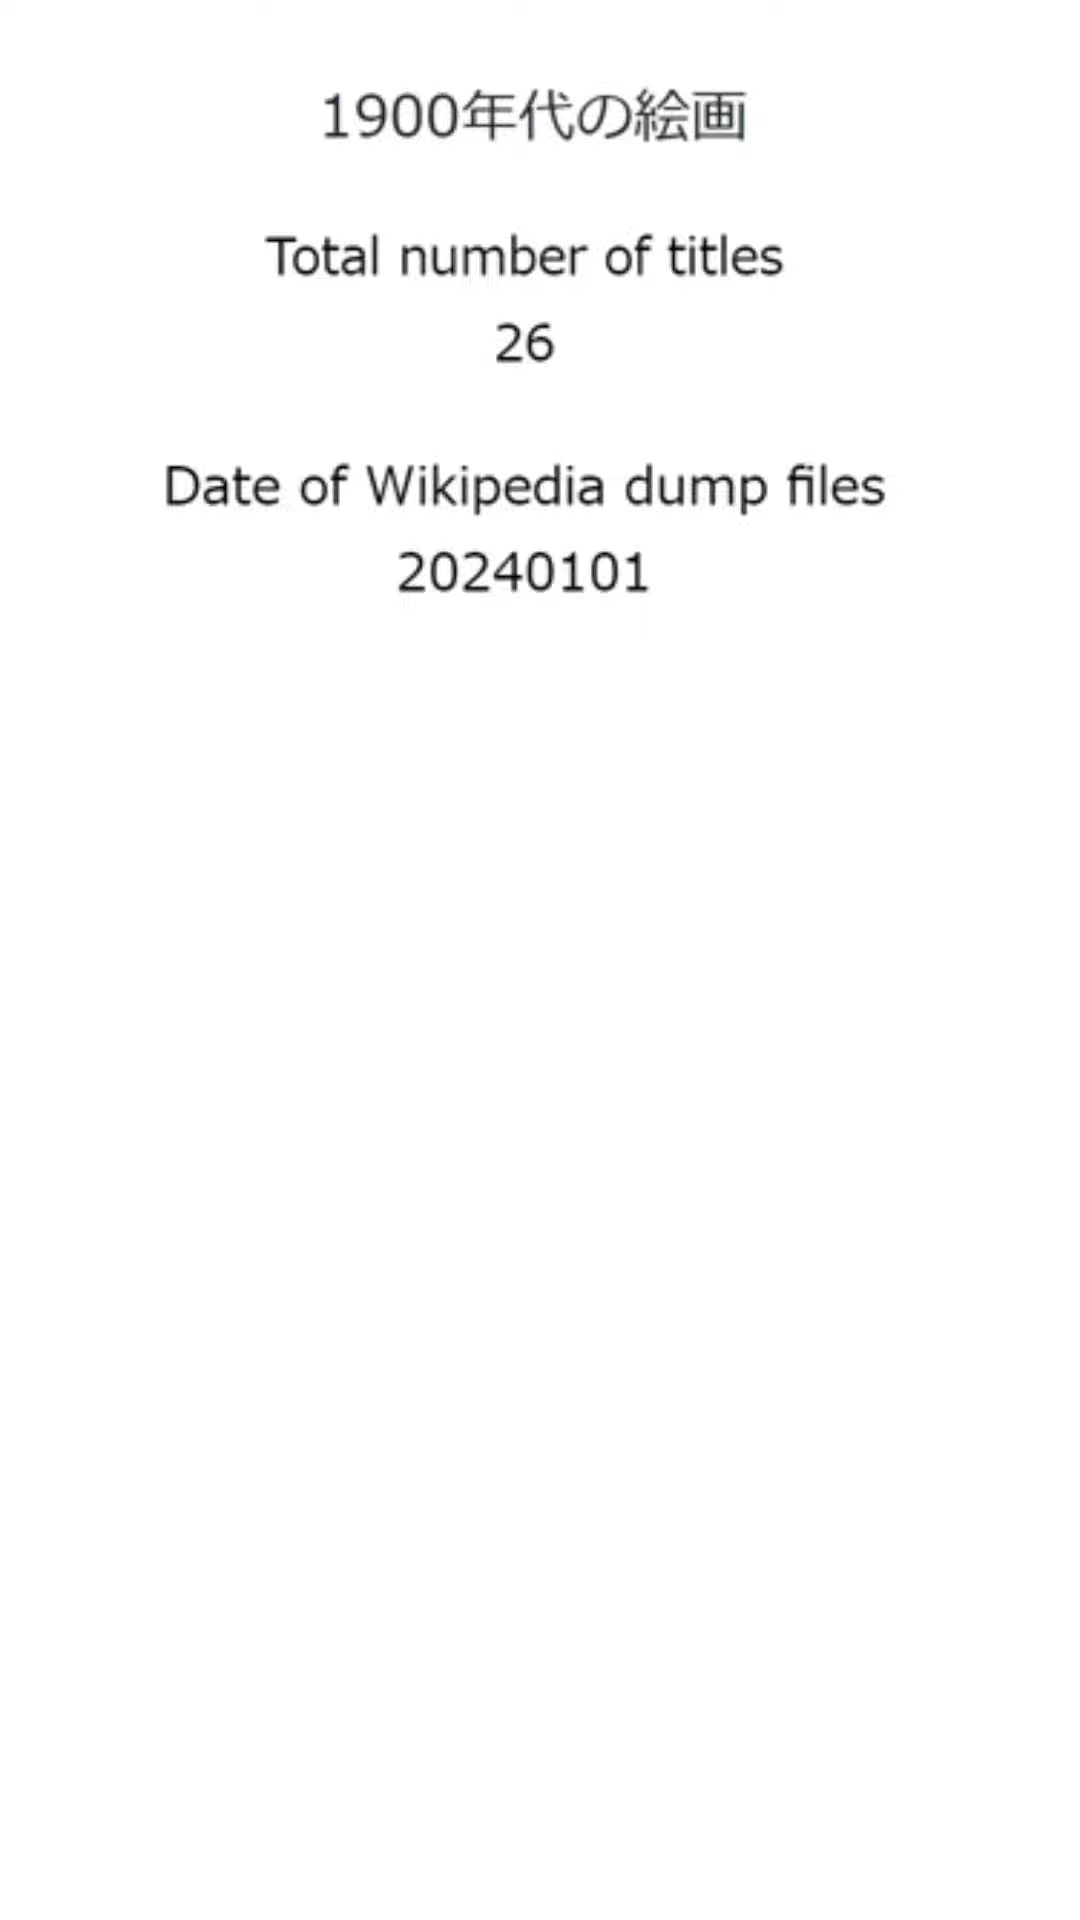 1900年代の絵画
Total number of titles
26
Date of Wikipedia dump files
20240101